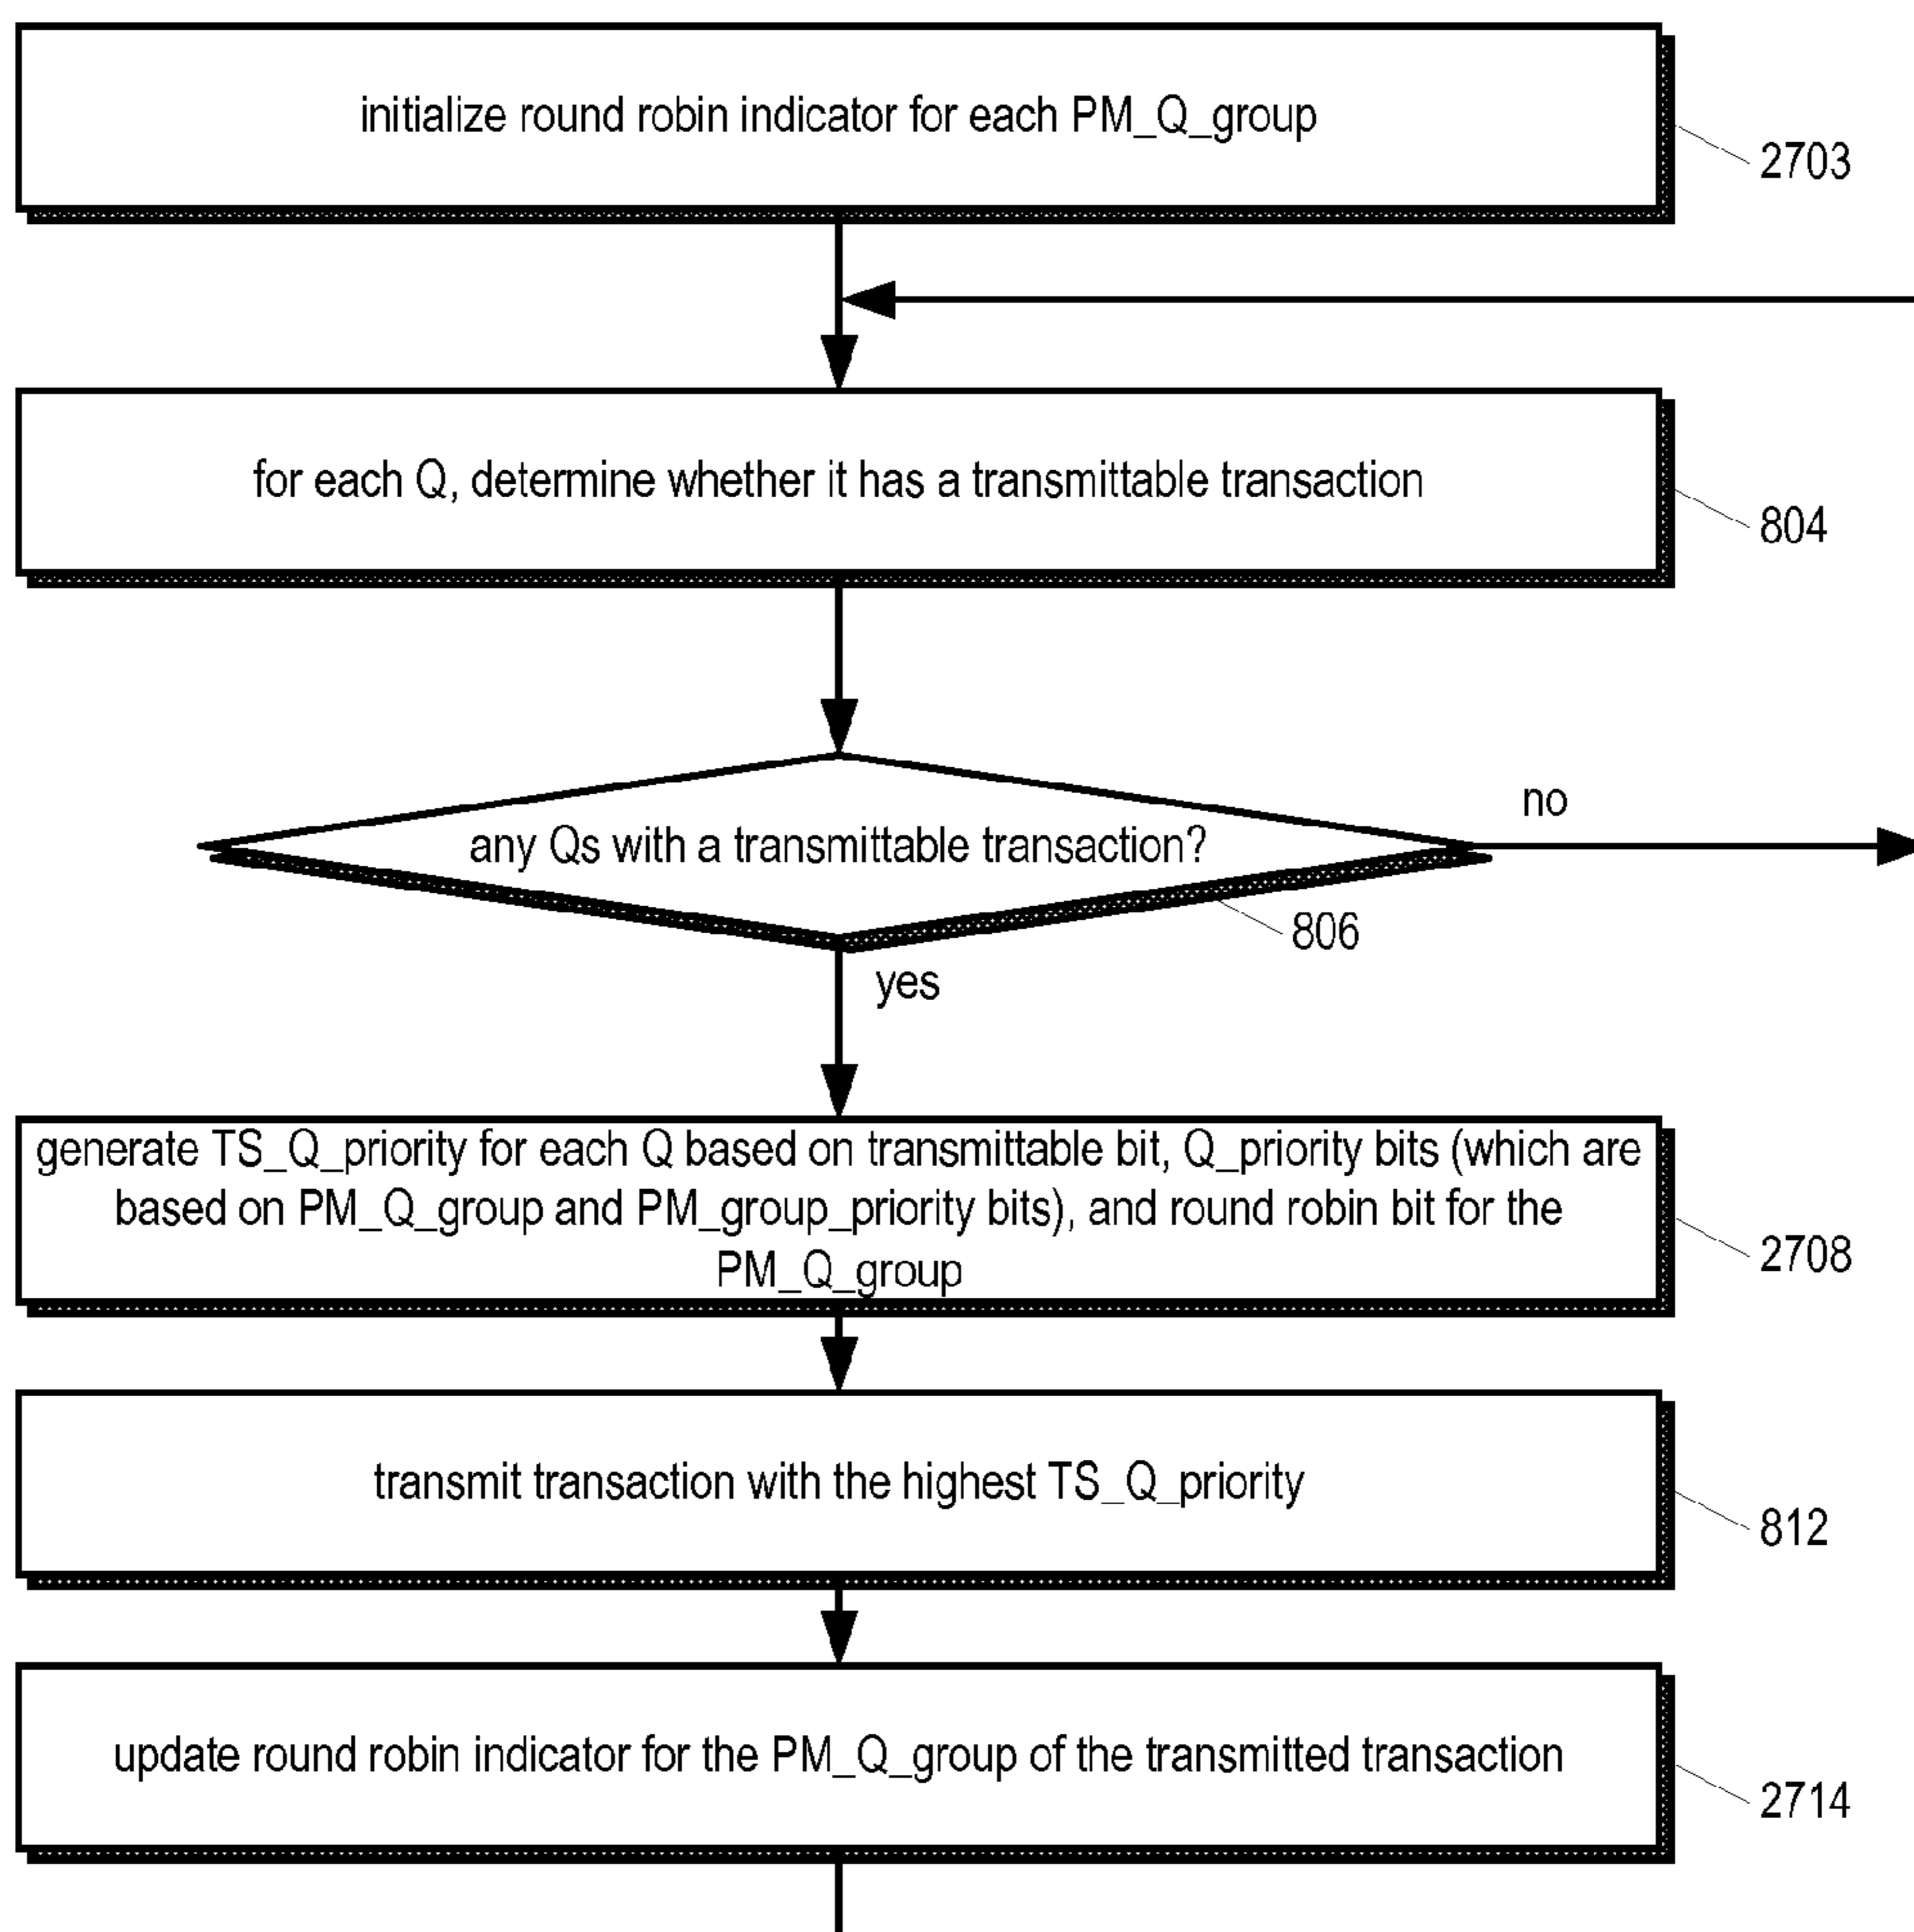 initialize round robin indicator for each PM_Q_group
2703
for each Q, determine whether it has a transmittable transaction
804
no
any Qs with a transmittable transaction?
806
yes
generate TS_Q_priority for each Q based on transmittable bit, Q_priority bits (which are
based on PM_Q_group and PM_group_priority bits), and round robin bit for the
PM_Q_group
2708
transmit transaction with the highest TS_Q_priority
812
update round robin indicator for the PM_Q_group of the transmitted transaction
2714